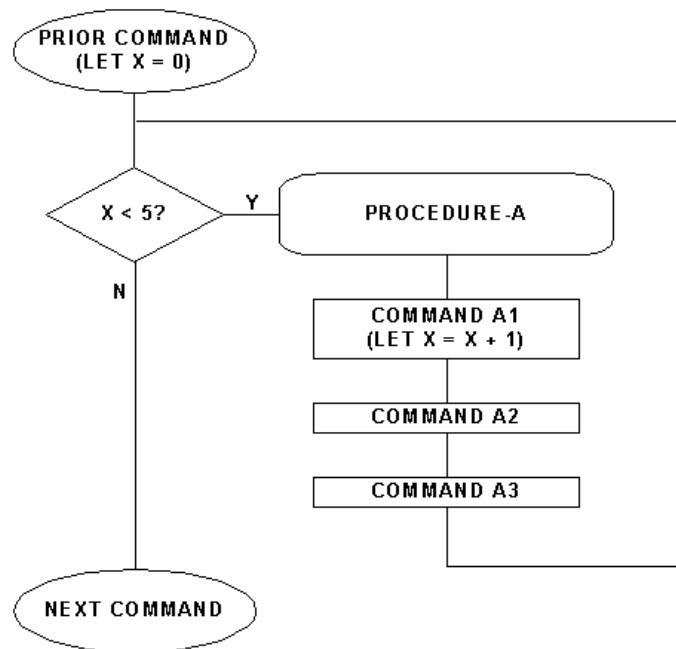 PRIOR COMMAND
(LET X = 0)
X < 5?
Y
PROCEDURE-A
N
COMMAND A1
(LET X = X + 1)
COMMAND A2
COMMAND A3
NEXT COMMAND